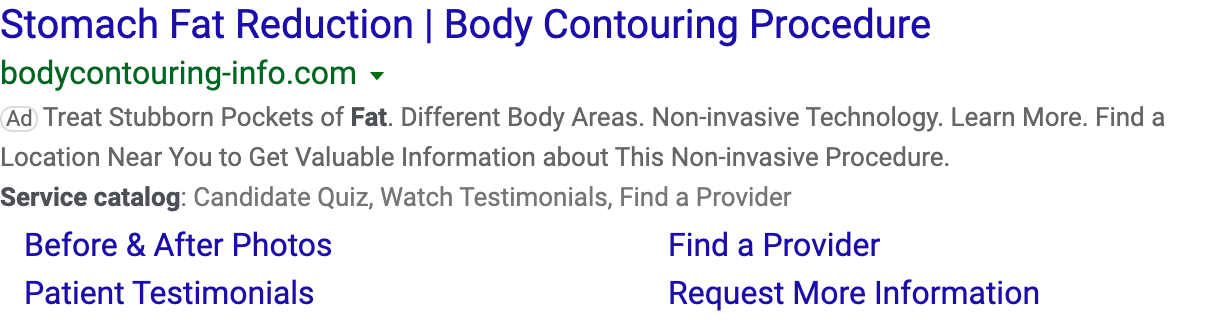 Stomach Fat Reduction | Body Contouring Procedure
bodycontouring-info.com
Ad Treat Stubborn Pockets of Fat. Different Body Areas. Non-invasive Technology. Learn More. Find a
Location Near You to Get Valuable Information about This Non-invasive Procedure.
Service catalog: Candidate Quiz, Watch Testimonials, Find a Provider
Before & After Photos
Find a Provider
Patient Testimonials
Request More Information